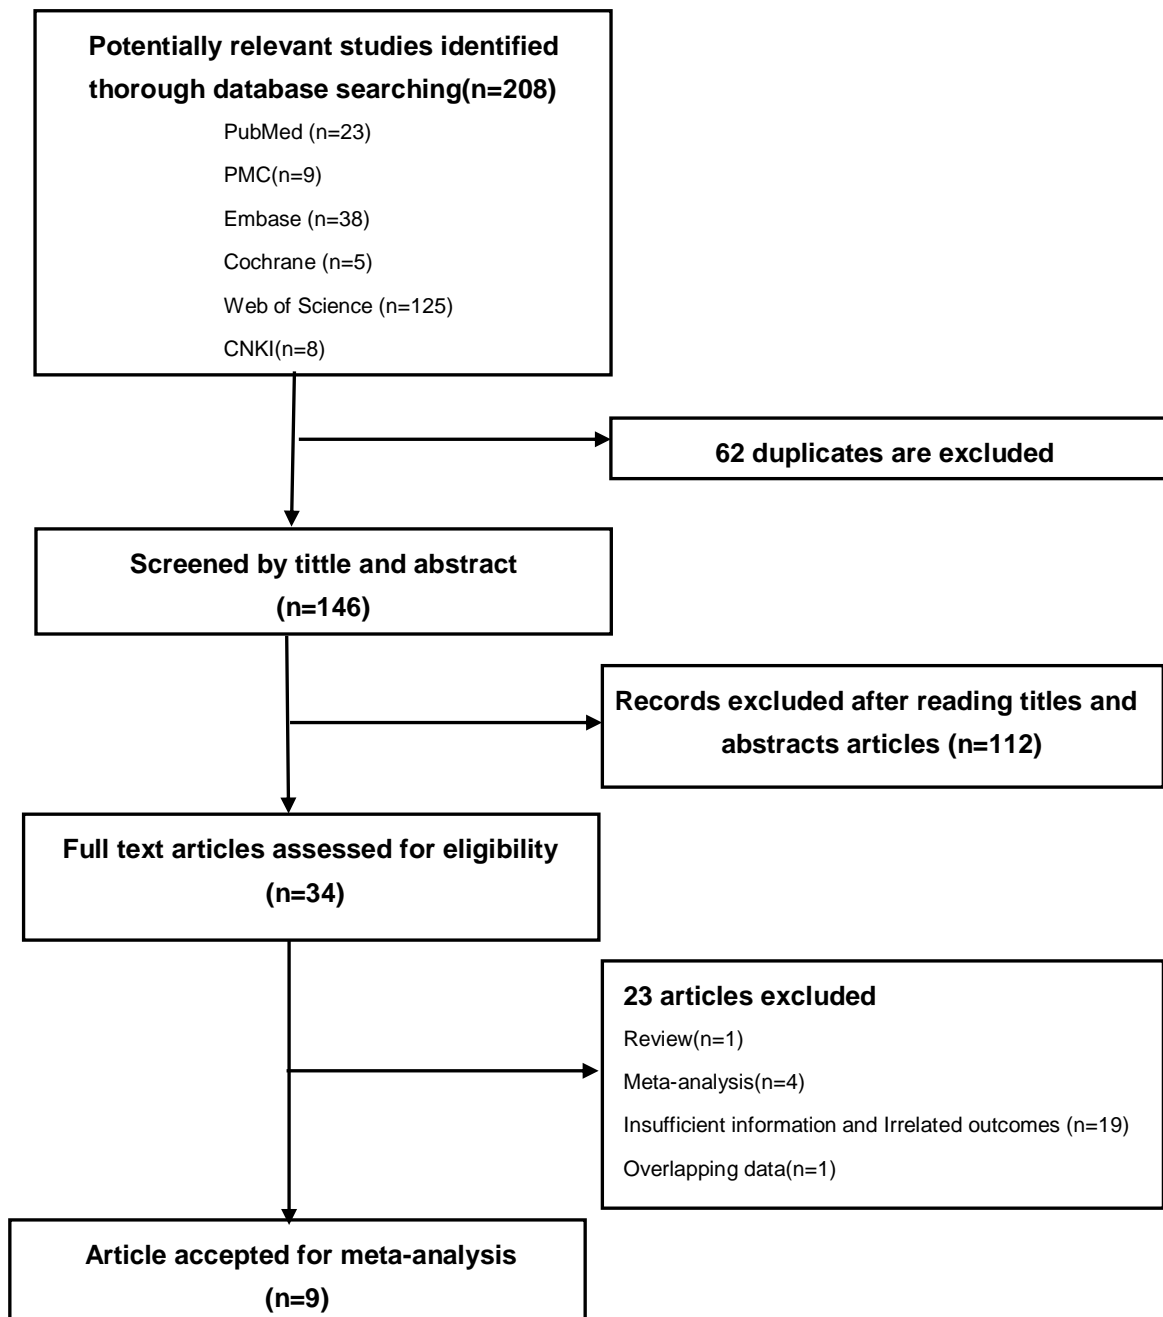 Potentially relevant studies identified
thorough database searching(n=208)
PubMed (n=23)
PMC(n=9)
Embase (n=38)
Cochrane (n=5)
Web of Science (n=125)
CNKI(n=8)
62 duplicates are excluded
Screened by tittle and abstract
(n=146)
Records excluded after reading titles and
abstracts articles (n=112)
Full text articles assessed for eligibility
(n=34)
23 articles excluded
Review(n=1)
Meta-analysis(n=4)
Insufficient information and Irrelated outcomes (n=19)
Overlapping data(n=1)
Article accepted for meta-analysis
(n=9)